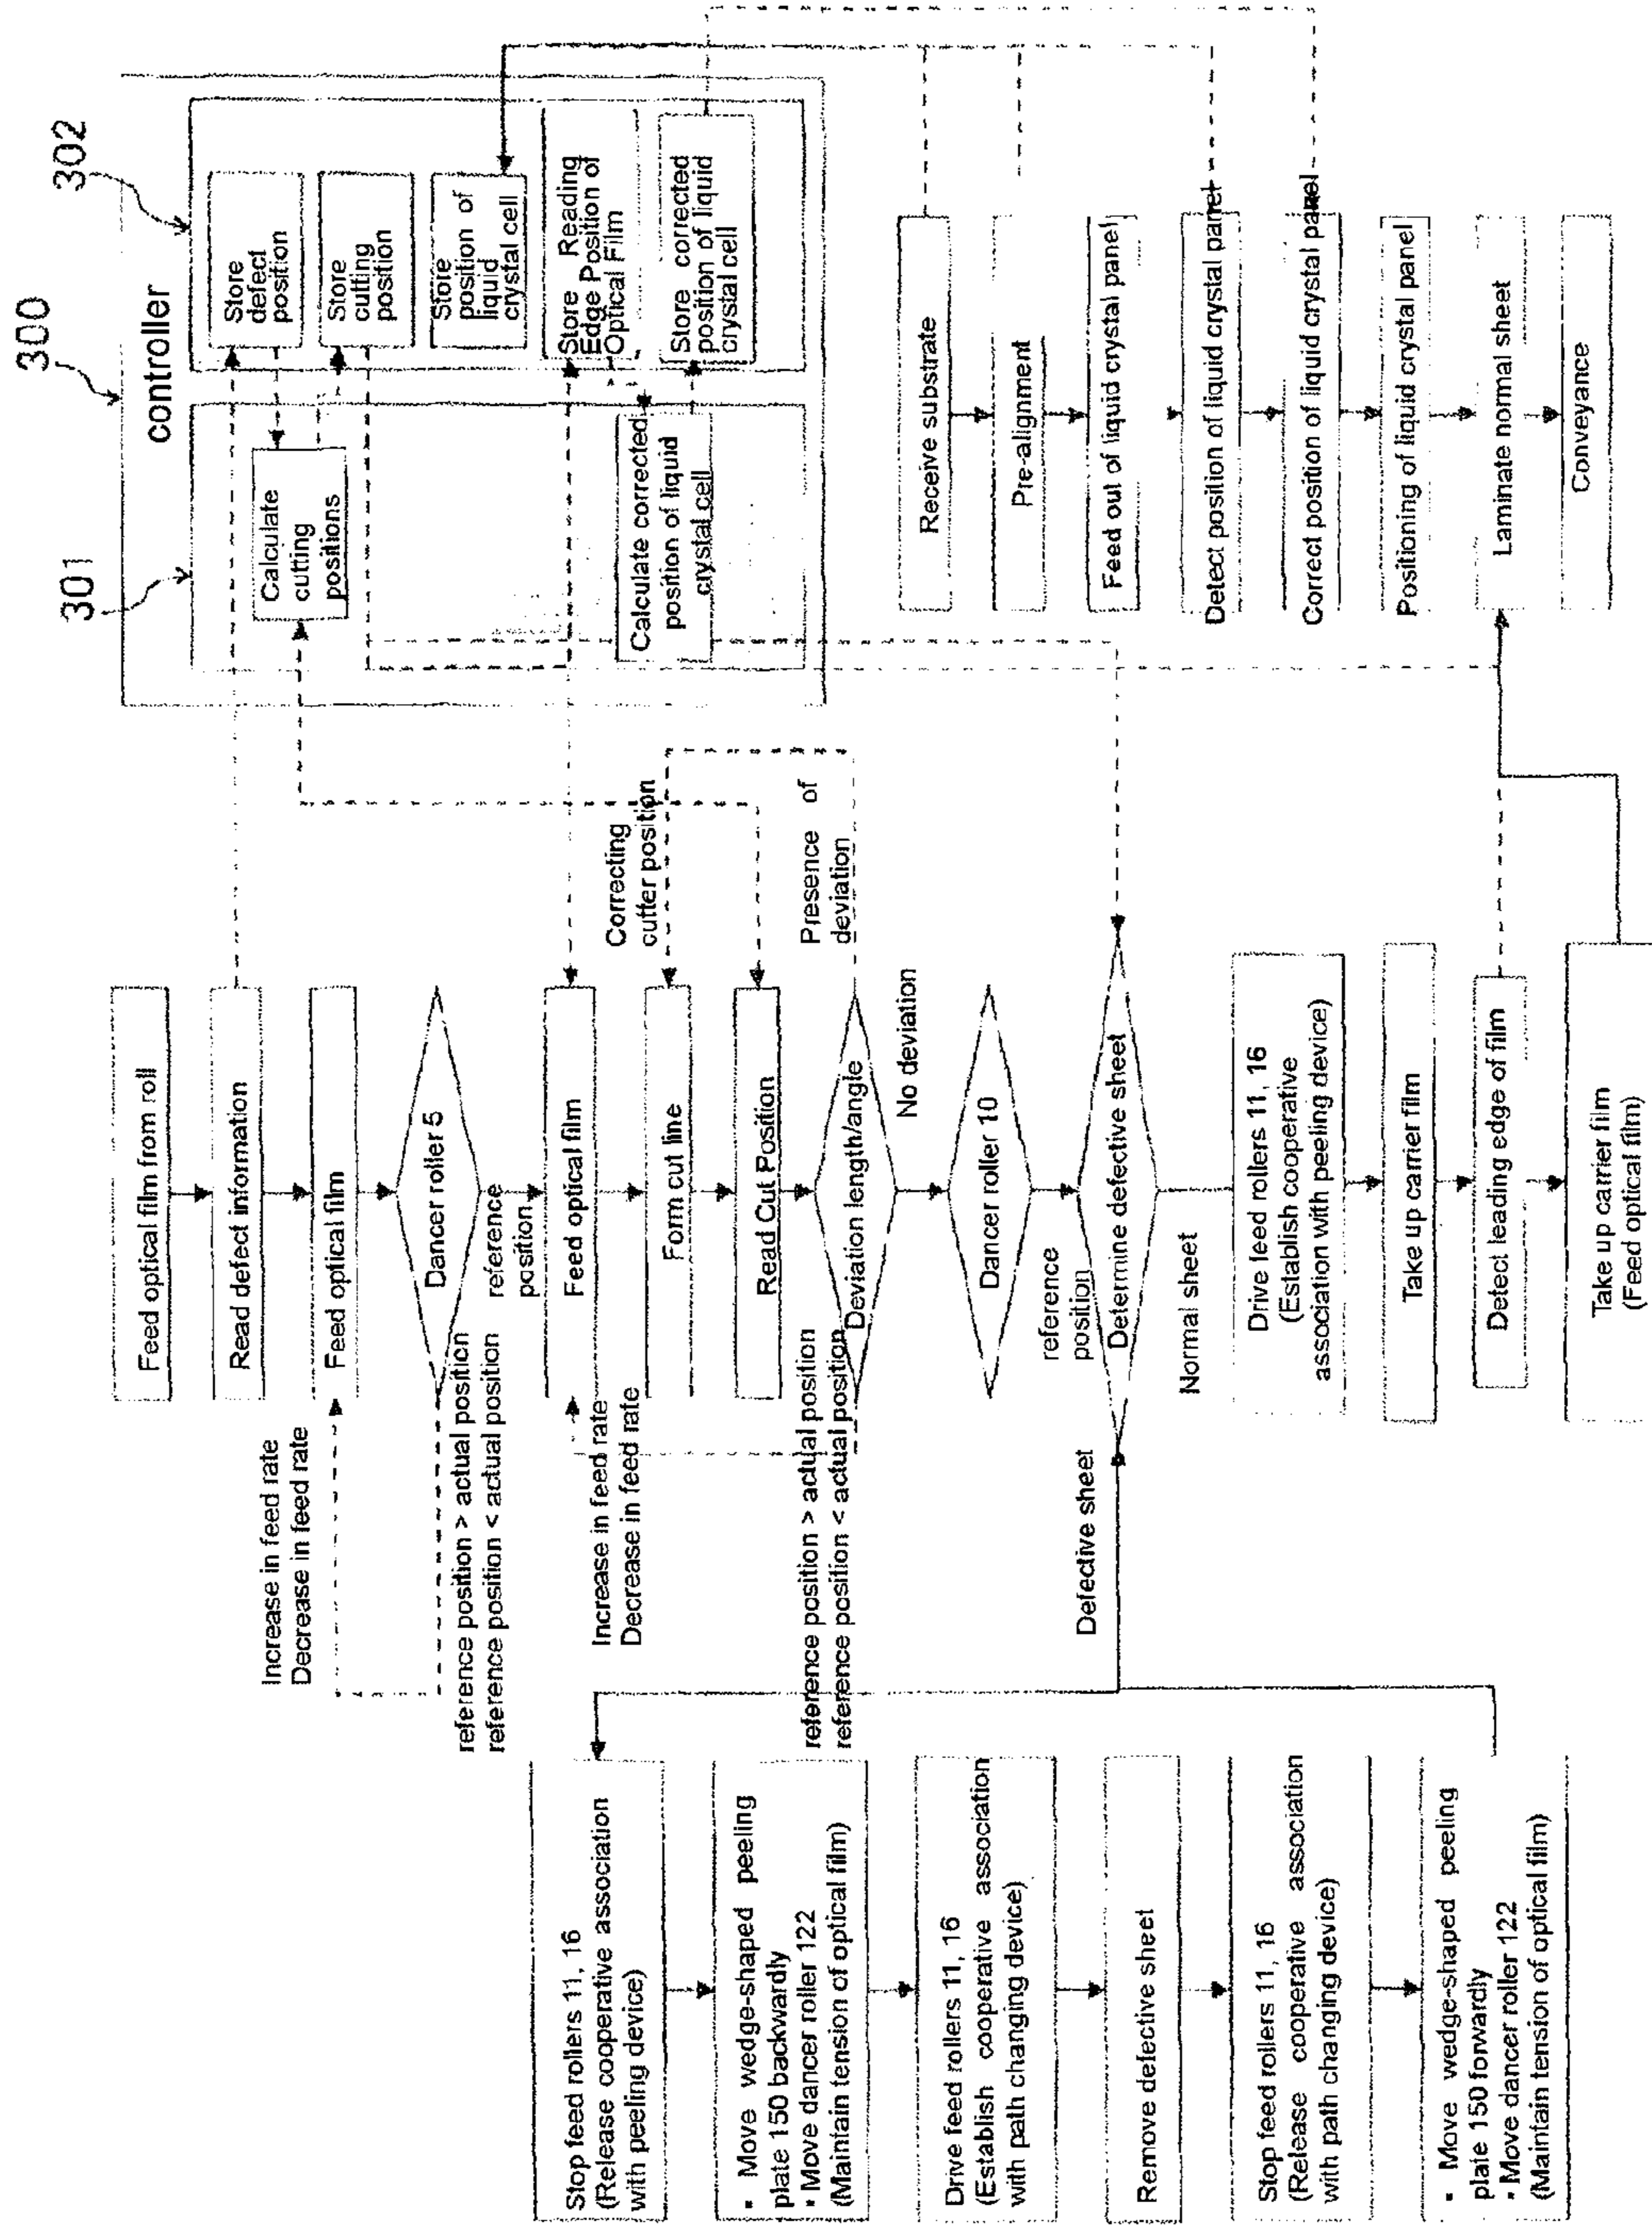 300
controller
301
302
Calculate
cutting
positions
Calculate corrected
position of liquid
crystal cell
Store
defect
position
Store
cutting
position
Store
position of
liquid
crystal cell
Store Reading
Edge Position of
Optical Film
Store corrected
position of liquid
crystal cell
Feed optical film from roll
Read defect information
Feed optical film
Increase in feed rate
Decrease in feed rate
Dancer roller 5
reference position > actual position
reference position < actual position
reference
position
Feed optical film
Increase in feed rate
Decrease in feed rate
Form cut line
Correcting
cutter position
Read Cut Position
Deviation length/angle
Presence of
deviation
reference position > actual position
reference position < actual position
No deviation
Dancer roller 10
reference
position
Determine defective sheet
Defective sheet
Normal sheet
Drive feed rollers 11, 16
(Establish cooperative
association with peeling device)
Take up carrier film
Detect leading edge of film
Take up carrier film
(Feed optical film)
Stop feed rollers 11, 16
(Release cooperative association
with peeling device)
▪ Move wedge-shaped peeling
plate 150 backwardly
▪ Move dancer roller 122
(Maintain tension of optical film)
Drive feed rollers 11, 16
(Establish cooperative association
with path changing device)
Remove defective sheet
Stop feed rollers 11, 16
(Release cooperative association
with path changing device)
▪ Move wedge-shaped peeling
plate 150 forwardly
▪ Move dancer roller 122
(Maintain tension of optical film)
Receive substrate
Pre-alignment
Feed out of liquid crystal panel
Detect position of liquid crystal panel
Correct position of liquid crystal panel
Positioning of liquid crystal panel
Laminate normal sheet
Conveyance